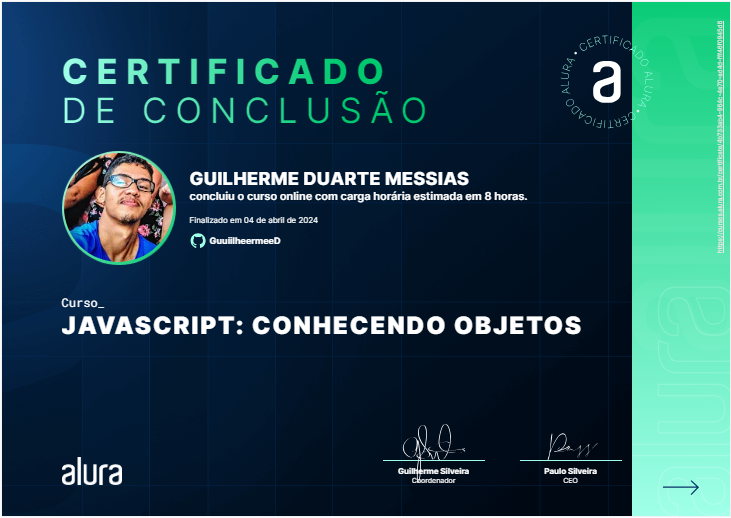 CERTIFICADO
DE CONCLUSÃO
CERTIFICADO ALURA • CERTIFICADO ALURA •
a
GUILHERME DUARTE MESSIAS
concluiu o curso online com carga horária estimada em 8 horas.
Finalizado em 04 de abril de 2024
GuuiilheermeeD
Curso_
JAVASCRIPT: CONHECENDO OBJETOS
alura
Guilherme Silveira
Coordenador
Paulo Silveira
CEO
alura